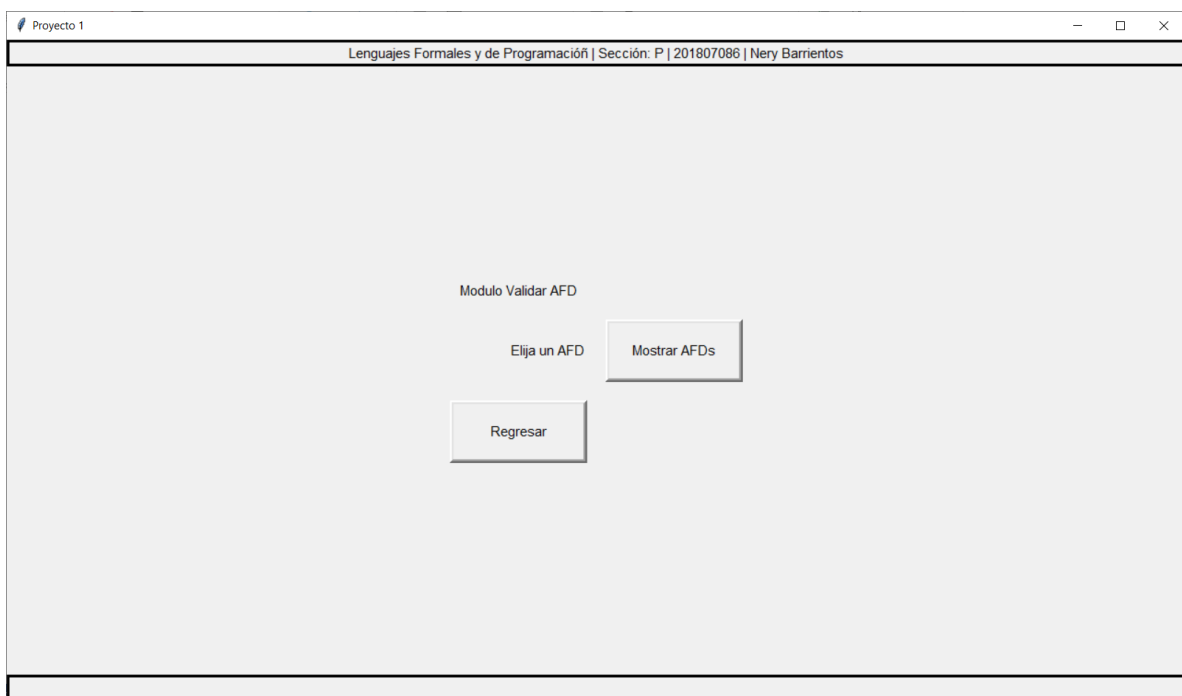 Proyecto 1
Lenguajes Formales y de Programacióñ | Sección: P | 201807086 | Nery Barrientos
Modulo Validar AFD
Elija un AFD
Mostrar AFDs
Regresar